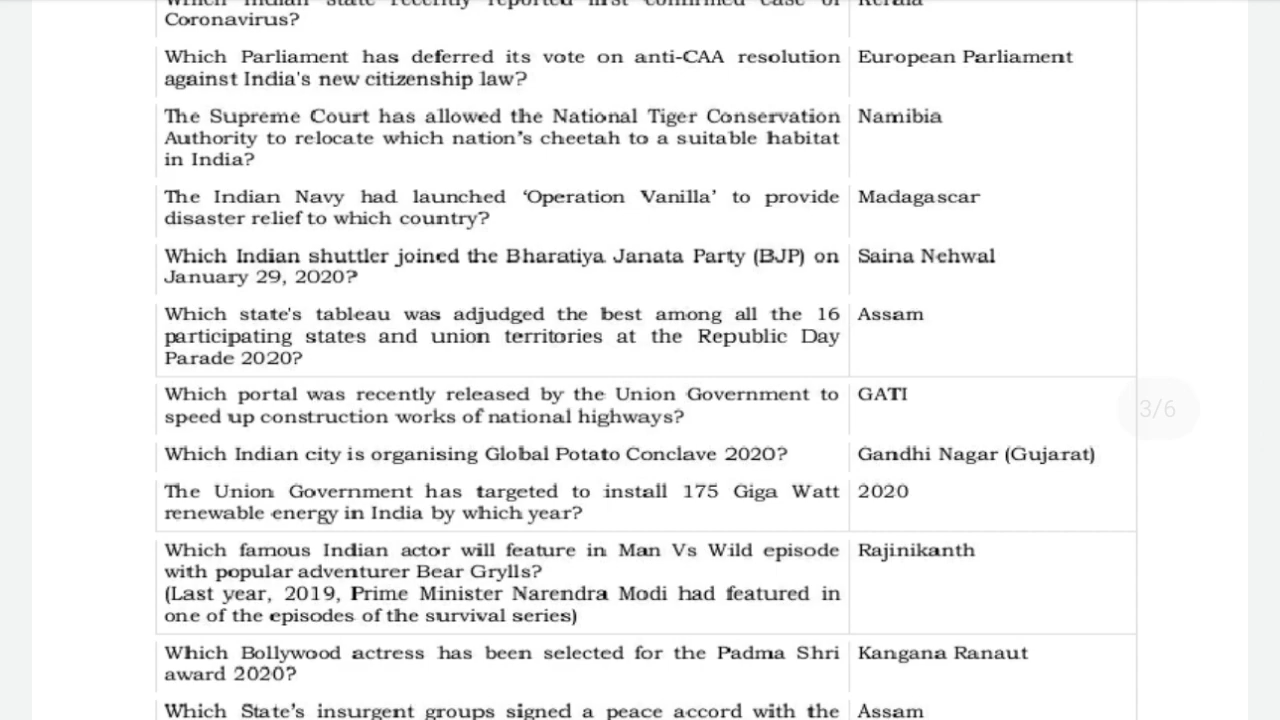 Which Indian state recently reported first confirmed case of Kerala
Coronavirus?
Which Parliament has deferred its vote on anti-CAA resolution European Parliament
against India's new citizenship law?
The Supreme Court has allowed the National Tiger Conservation Namibia
Authority to relocate which nation's cheetah to a suitable habitat
in India?
The Indian Navy had launched 'Operation Vanilla' to provide Madagascar
disaster relief to which country?
Which Indian shuttler joined the Bharatiya Janata Party (BJP) on Saina Nehwal
January 29, 2020?
Which state's tableau was adjudged the best among all the 16 Assam
participating states and union territories at the Republic Day
Parade 2020?
Which portal was recently released by the Union Government to GATI
speed up construction works of national highways?
3/6
Which Indian city is organising Global Potato Conclave 2020? Gandhi Nagar (Gujarat)
The Union Government has targeted to install 175 Giga Watt 2020
renewable energy in India by which year?
Which famous Indian actor will feature in Man Vs Wild episode Rajinikanth
with popular adventurer Bear Grylls?
(Last year, 2019, Prime Minister Narendra Modi had featured in
one of the episodes of the survival series)
Which Bollywood actress has been selected for the Padma Shri Kangana Ranaut
award 2020?
Which State's insurgent groups signed a peace accord with the Assam